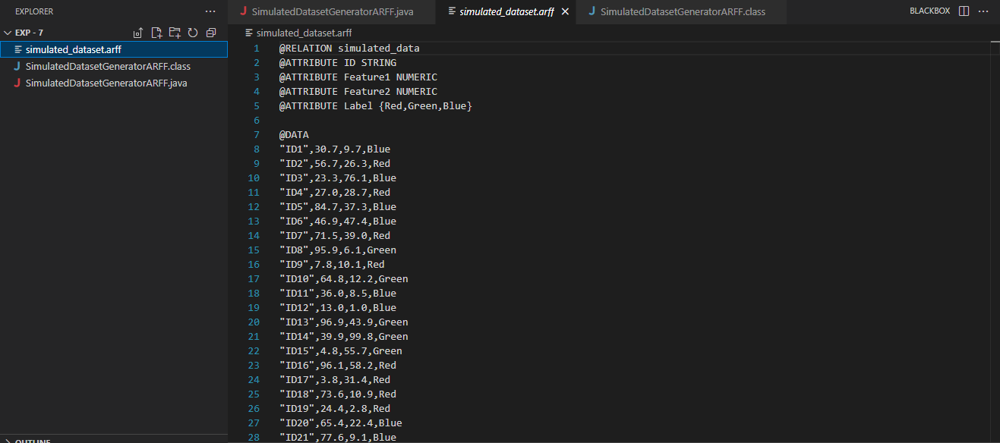 EXPLORER
EXP - 7
simulated_dataset.arff
SimulatedDatasetGeneratorARFF.class
SimulatedDatasetGeneratorARFF.java
SimulatedDatasetGeneratorARFF.java
simulated_dataset.arff
SimulatedDatasetGeneratorARFF.class
BLACKBOX
simulated_dataset.arff
1 @RELATION simulated_data
2 @ATTRIBUTE ID STRING
3 @ATTRIBUTE Feature1 NUMERIC
4 @ATTRIBUTE Feature2 NUMERIC
5 @ATTRIBUTE Label {Red,Green,Blue}
6
7 @DATA
8 "ID1",30.7,9.7,Blue
9 "ID2",56.7,26.3,Red
10 "ID3",23.3,76.1,Blue
11 "ID4",27.0,28.7,Red
12 "ID5",84.7,37.3,Blue
13 "ID6",46.9,47.4,Blue
14 "ID7",71.5,39.0,Red
15 "ID8",95.9,6.1,Green
16 "ID9",7.8,10.1,Red
17 "ID10",64.8,12.2,Green
18 "ID11",36.0,8.5,Blue
19 "ID12",13.0,1.0,Blue
20 "ID13",96.9,43.9,Green
21 "ID14",39.9,99.8,Green
22 "ID15",4.8,55.7,Green
23 "ID16",96.1,58.2,Red
24 "ID17",3.8,31.4,Red
25 "ID18",73.6,10.9,Red
26 "ID19",24.4,2.8,Red
27 "ID20",65.4,22.4,Blue
28 "ID21",77.6,9.1,Blue
OUTLINE